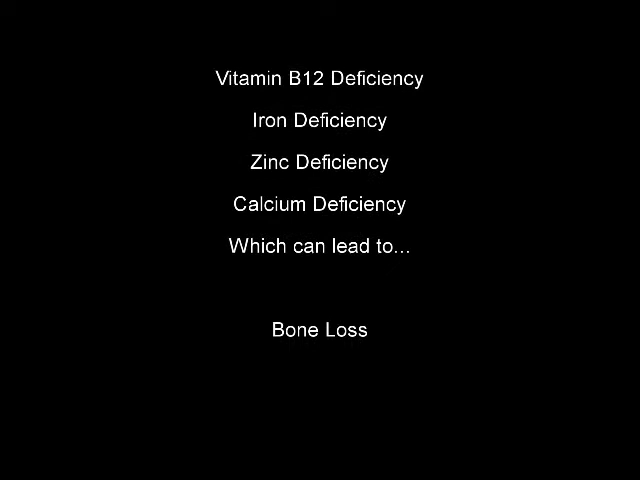 Vitamin B12 Deficiency
Iron Deficiency
Zinc Deficiency
Calcium Deficiency
Which can lead to...
Bone Loss